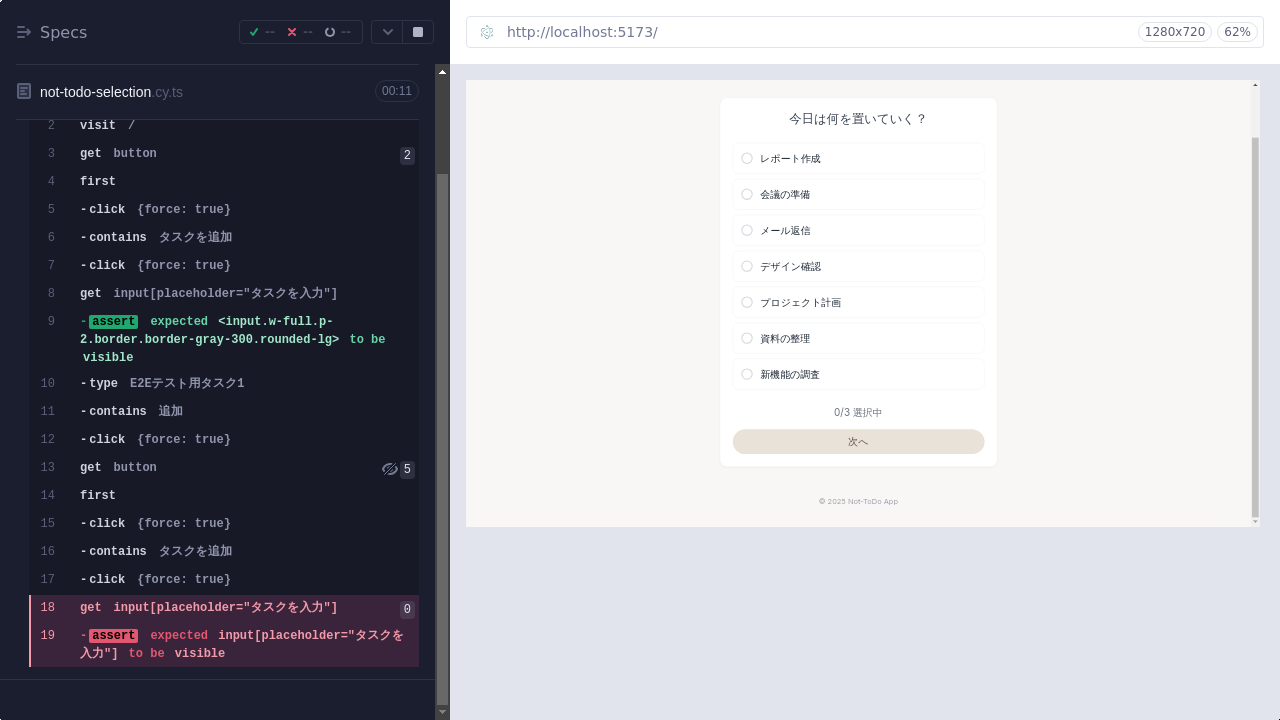 Specs
--
--
--
not-todo-selection.cy.ts
00:11
2 visit /
3 get button 2
4 first
5 -click {force: true}
6 -contains タスクを追加
7 -click {force: true}
8 get input[placeholder="タスクを入力"]
9 -assert expected <input.w-full.p-
2.border.border-gray-300.rounded-lg> to be
visible
10 -type E2Eテスト用タスク1
11 -contains 追加
12 -click {force: true}
13 get button 5
14 first
15 -click {force: true}
16 -contains タスクを追加
17 -click {force: true}
18 get input[placeholder="タスクを入力"] 0
19 -assert expected input[placeholder="タスクを
入力"] to be visible
http://localhost:5173/
1280x720
62%
今日は何を置いていく？
レポート作成
会議の準備
メール返信
デザイン確認
プロジェクト計画
資料の整理
新機能の調査
0/3 選択中
次へ
© 2025 Not-ToDo App